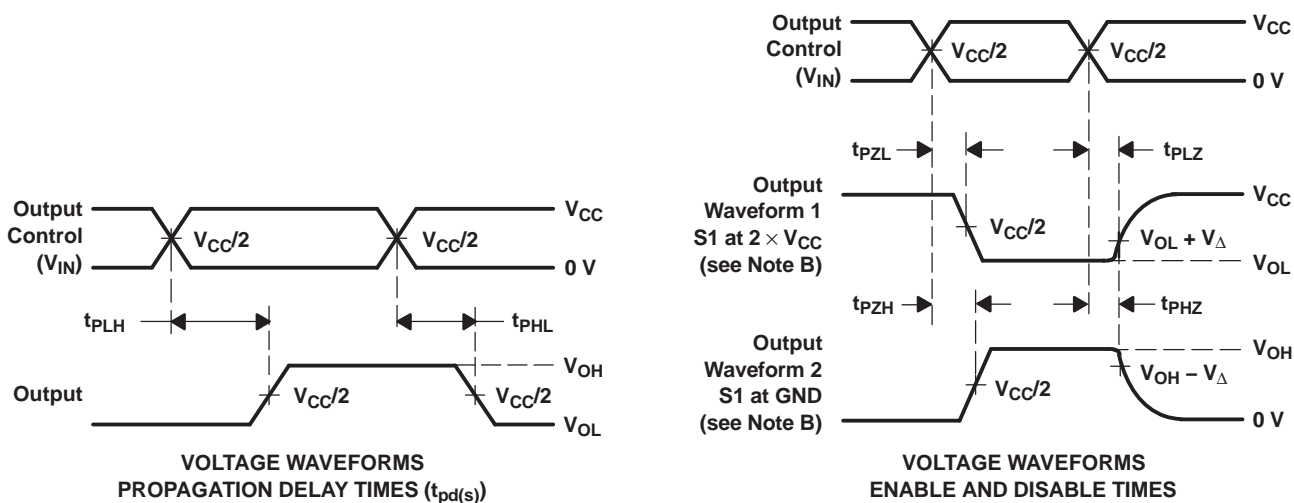 Output
Control
(VIN)
VCC/2
VCC/2
VCC
0 V
tPLH
tPHL
Output
VCC/2
VCC/2
VOH
VOL
VOLTAGE WAVEFORMS
PROPAGATION DELAY TIMES (tpd(s))
Output
Control
(VIN)
VCC/2
VCC/2
VCC
0 V
tPZL
tPLZ
Output
Waveform 1
S1 at 2 × VCC
(see Note B)
VCC/2
VCC
VOL + VΔ
VOL
tPZH
tPHZ
Output
Waveform 2
S1 at GND
(see Note B)
VCC/2
VOH
VOH − VΔ
0 V
VOLTAGE WAVEFORMS
ENABLE AND DISABLE TIMES